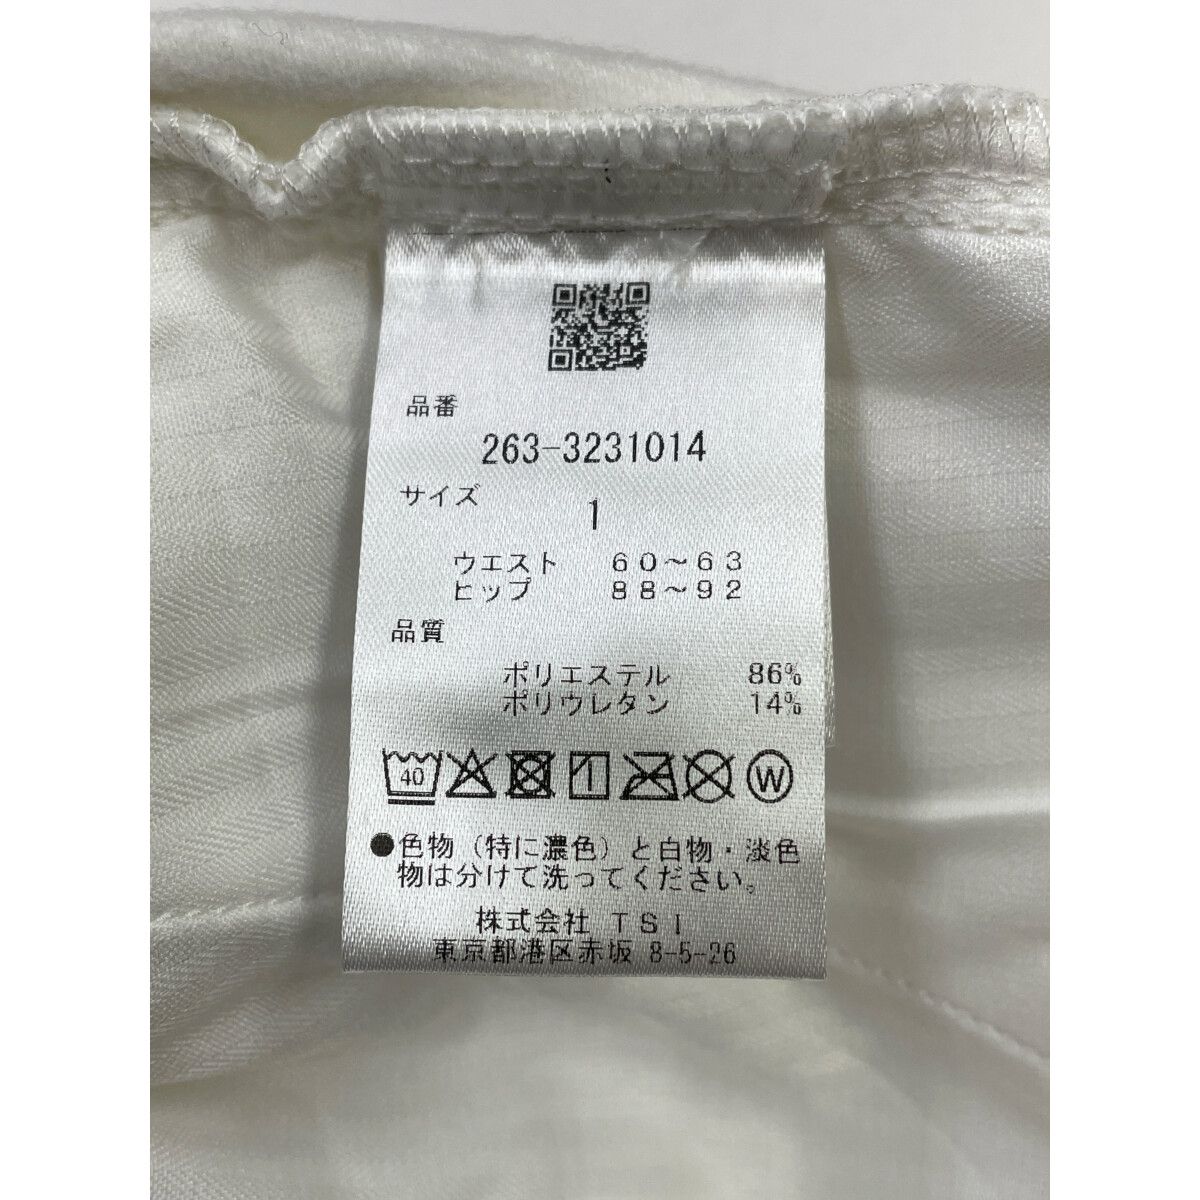 品番
263-3231014
サイズ
1
ウエスト 60～63
ヒップ 88～92
品質
ポリエステル 86%
ポリウレタン 14%
40 1 W
●色物（特に濃色）と白物・淡色
物は分けて洗ってください。
株式会社 TSI
東京都港区赤坂 8-5-26